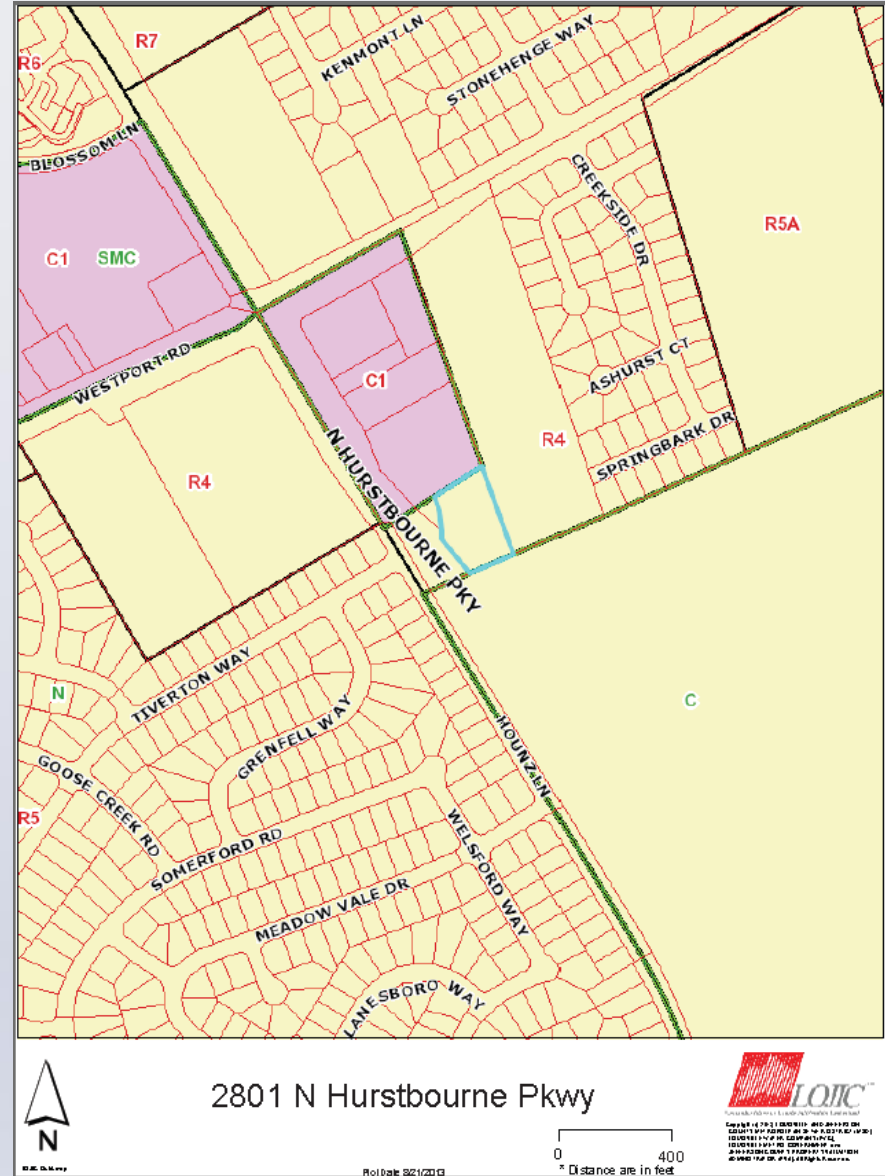 R7
R6
KENMONT LN
STONEHENGE WAY
BLOSSOM LN
CREEKSIDE DR
R5A
C1 SMC
WESTPORT RD
ASHURST CT
C1
R4
SPRINGBARK DR
N HURSTBOURNE PKY
R4
TIVERTON WAY
N
C
GRENFELL WAY
HOUNZ LN
GOOSE CREEK RD
R5
SOMERFORD RD
WELSFORD WAY
MEADOW VALE DR
LANESBORO WAY
2801 N Hurstbourne Pkwy
LOJIC
N
0 400
* Distance are in feet